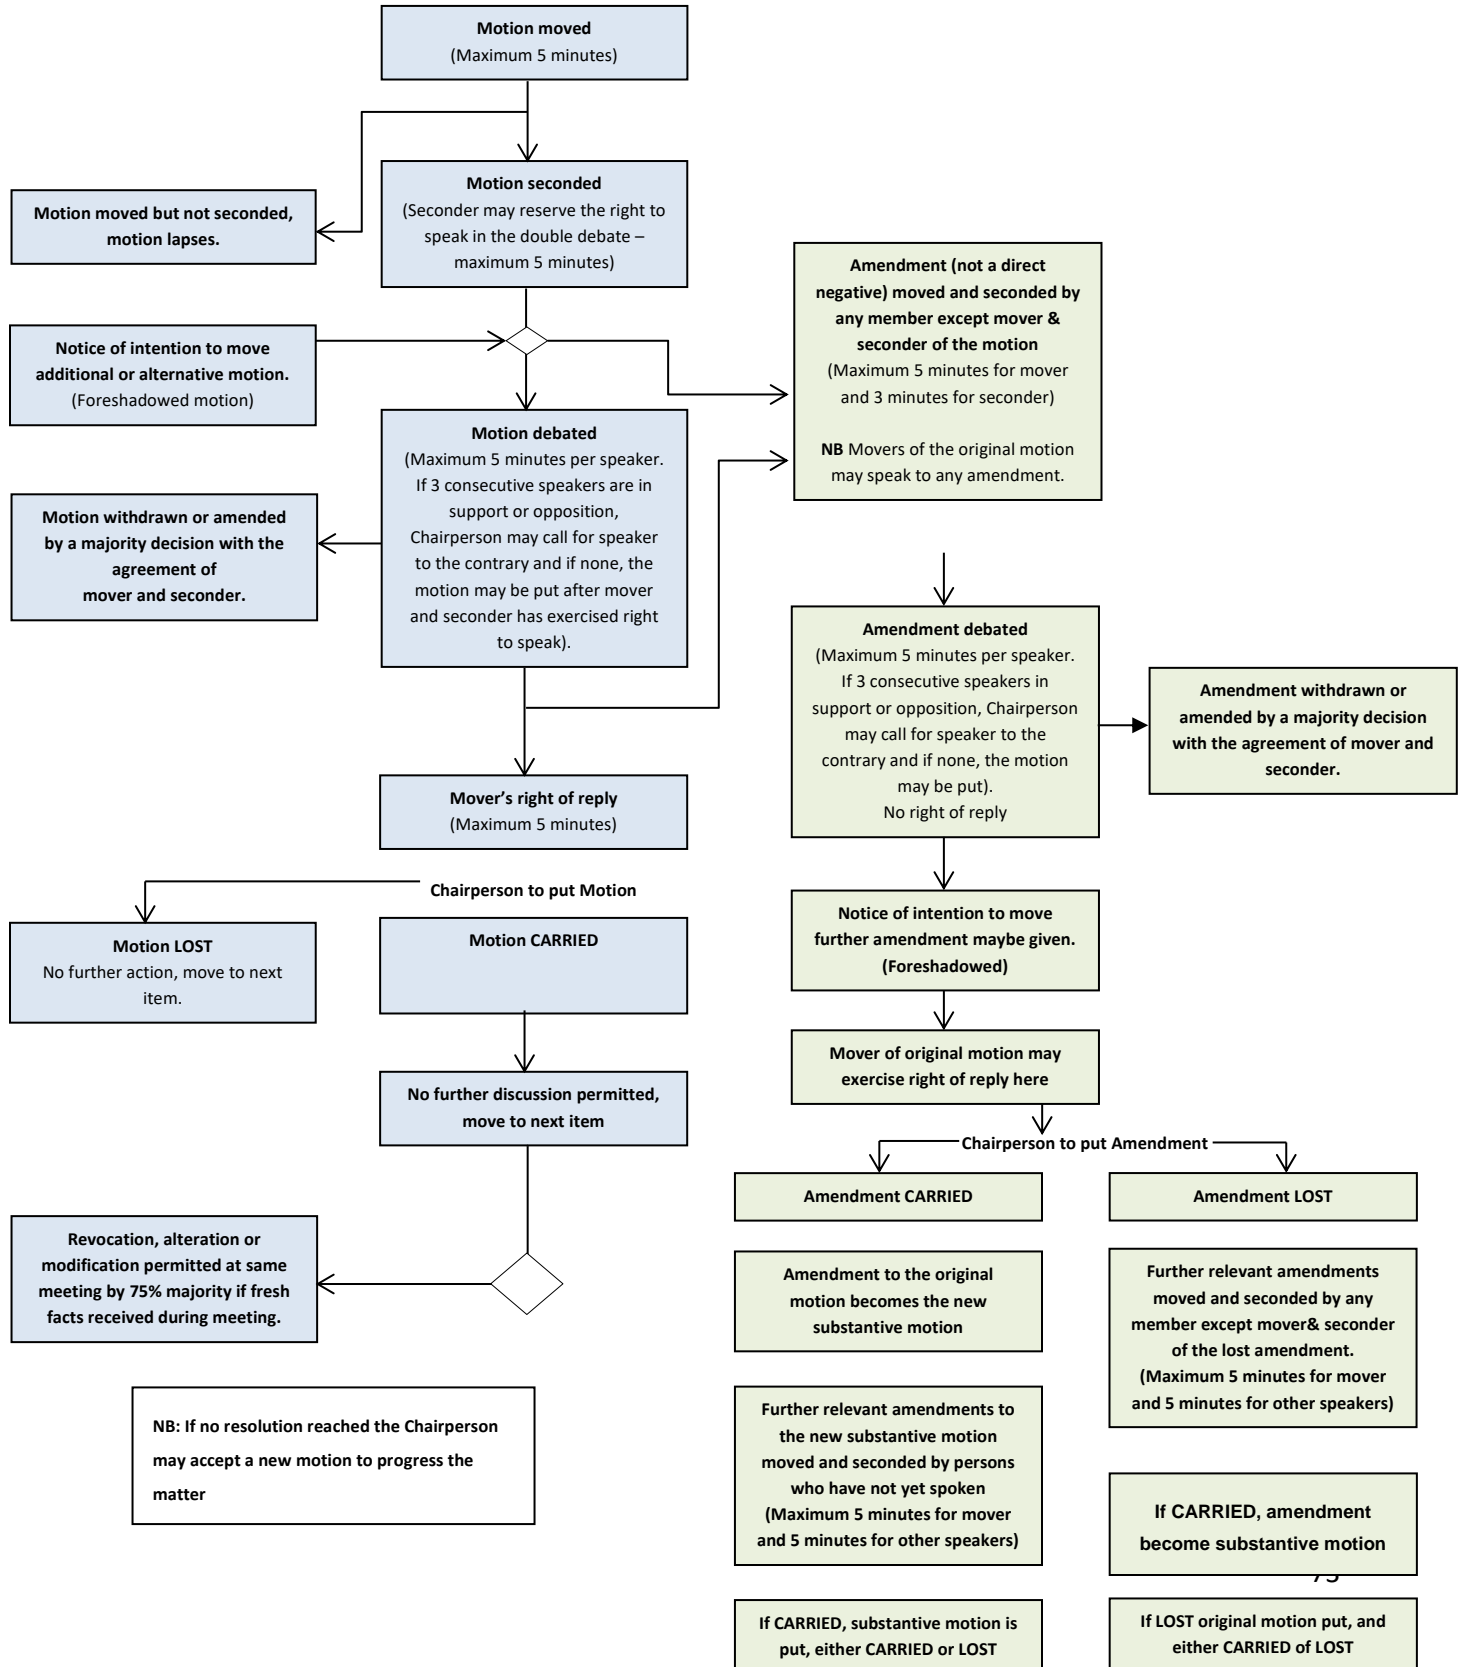 Motion moved
(Maximum 5 minutes)
Motion seconded
(Seconder may reserve the right to
speak in the double debate –
maximum 5 minutes)
Motion moved but not seconded,
motion lapses.
Notice of intention to move
additional or alternative motion.
(Foreshadowed motion)
Motion debated
(Maximum 5 minutes per speaker.
If 3 consecutive speakers are in
support or opposition,
Chairperson may call for speaker
to the contrary and if none, the
motion may be put after mover
and seconder has exercised right
to speak).
Motion withdrawn or amended
by a majority decision with the
agreement of
mover and seconder.
Mover’s right of reply
(Maximum 5 minutes)
Chairperson to put Motion
Motion LOST
No further action, move to next
item.
Motion CARRIED
No further discussion permitted,
move to next item
Revocation, alteration or
modification permitted at same
meeting by 75% majority if fresh
facts received during meeting.
NB: If no resolution reached the Chairperson
may accept a new motion to progress the
matter
Amendment (not a direct
negative) moved and seconded by
any member except mover &
seconder of the motion
(Maximum 5 minutes for mover
and 3 minutes for seconder)
NB Movers of the original motion
may speak to any amendment.
Amendment debated
(Maximum 5 minutes per speaker.
If 3 consecutive speakers in
support or opposition, Chairperson
may call for speaker to the
contrary and if none, the motion
may be put).
No right of reply
Amendment withdrawn or
amended by a majority decision
with the agreement of mover and
seconder.
Notice of intention to move
further amendment maybe given.
(Foreshadowed)
Mover of original motion may
exercise right of reply here
Chairperson to put Amendment
Amendment CARRIED
Amendment to the original
motion becomes the new
substantive motion
Further relevant amendments to
the new substantive motion
moved and seconded by persons
who have not yet spoken
(Maximum 5 minutes for mover
and 5 minutes for other speakers)
If CARRIED, substantive motion is
put, either CARRIED or LOST
Amendment LOST
Further relevant amendments
moved and seconded by any
member except mover& seconder
of the lost amendment.
(Maximum 5 minutes for mover
and 5 minutes for other speakers)
If CARRIED, amendment
become substantive motion
If LOST original motion put, and
either CARRIED of LOST